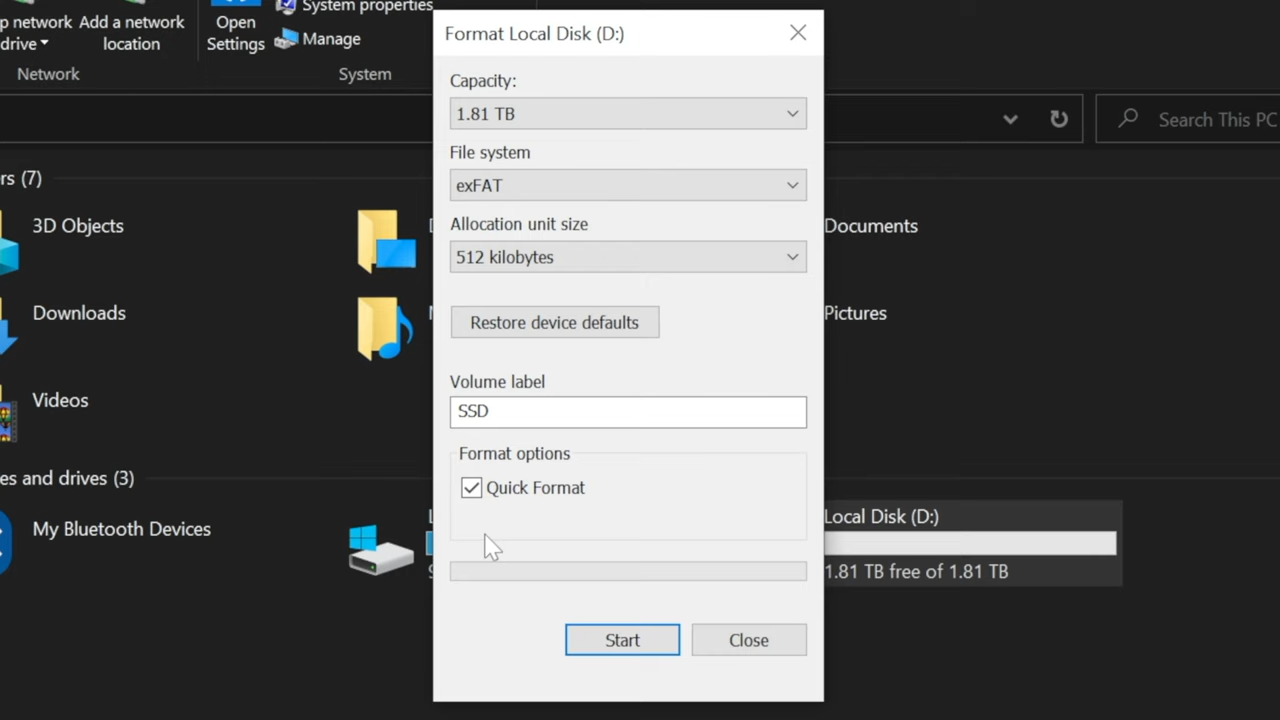 System properties
p network
drive
Add a network
location
Open
Settings
Manage
Network
System
Format Local Disk (D:)
Capacity:
1.81 TB
File system
exFAT
Allocation unit size
512 kilobytes
Restore device defaults
Volume label
SSD
Format options
Quick Format
Start
Close
Search This PC
rs (7)
3D Objects
Documents
Downloads
Pictures
Videos
es and drives (3)
My Bluetooth Devices
Local Disk (D:)
1.81 TB free of 1.81 TB